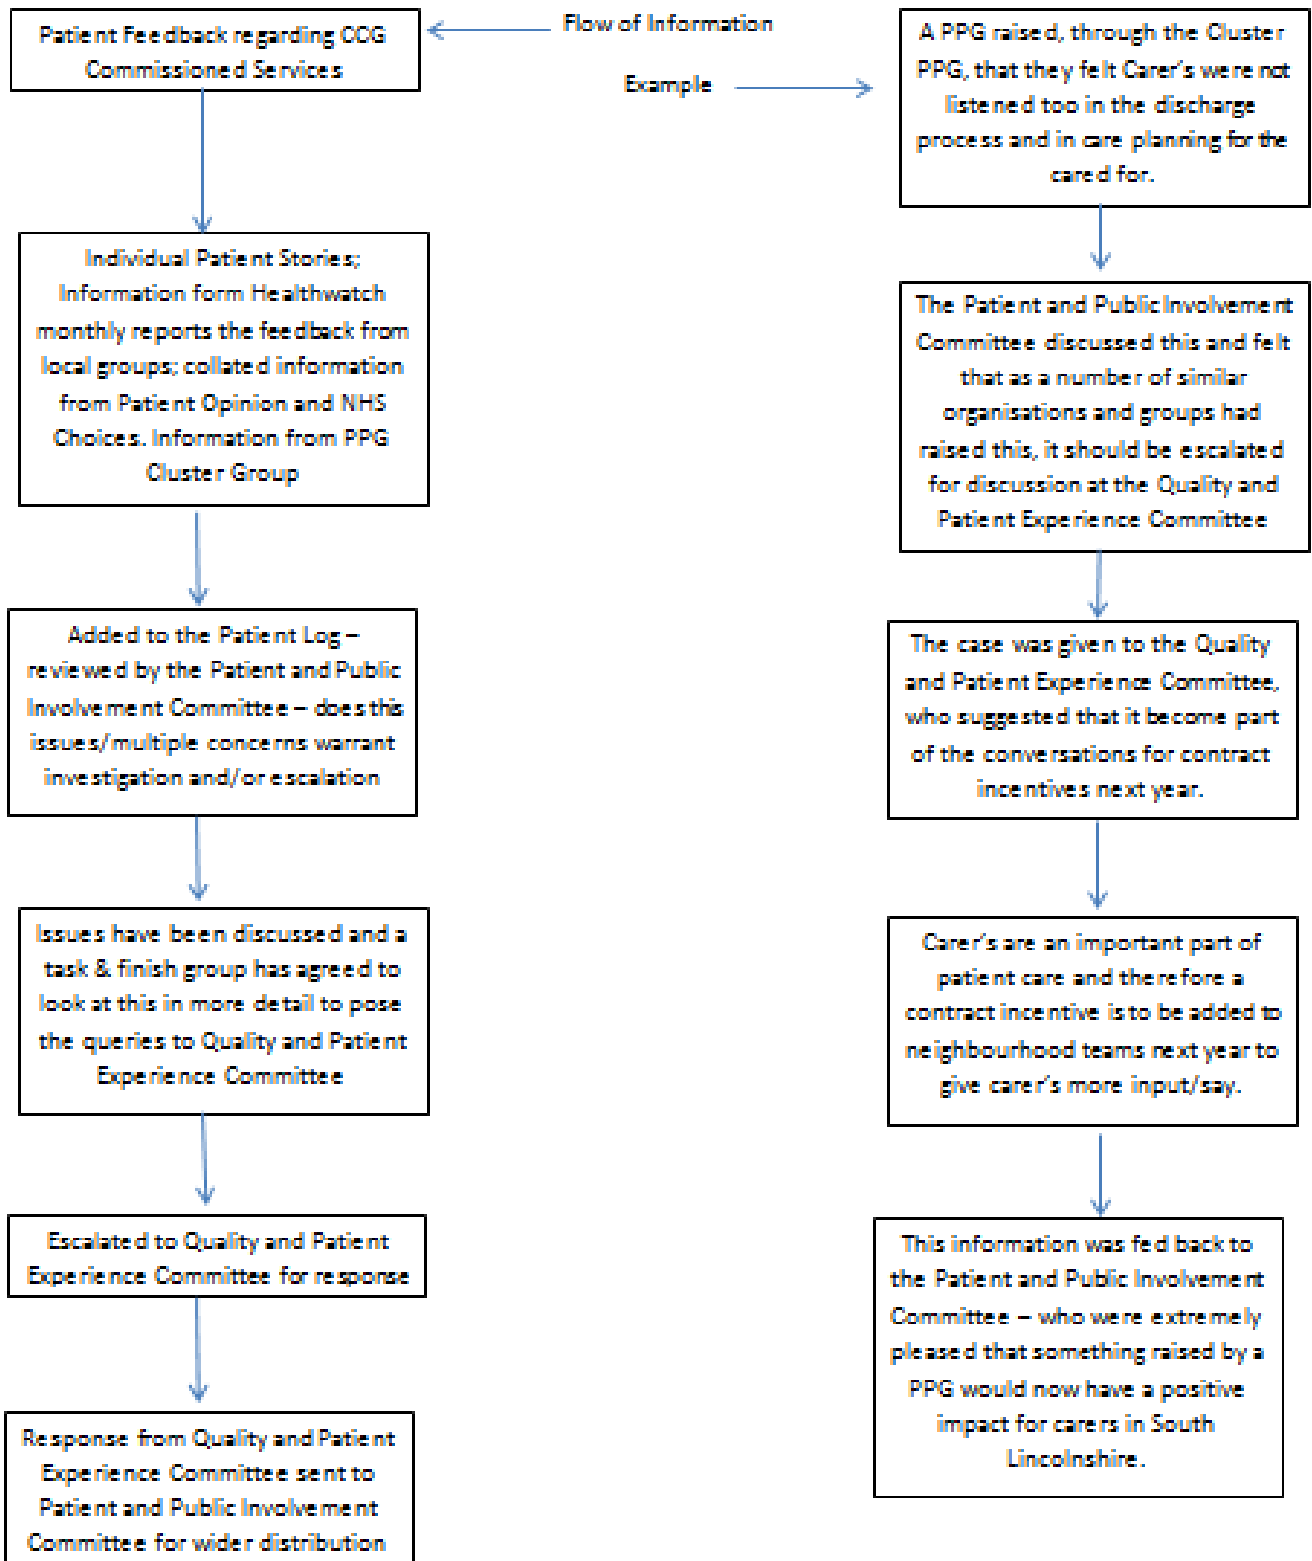 Patient Feedback regarding CCG
Commissioned Services
Flow of Information
Example
Individual Patient Stories;
Information form Healthwatch
monthly reports the feedback from
local groups; collated information
from Patient Opinion and NHS
Choices. Information from PPG
Cluster Group
Added to the Patient Log –
reviewed by the Patient and Public
Involvement Committee – does this
issues/multiple concerns warrant
investigation and/or escalation
Issues have been discussed and a
task & finish group has agreed to
look at this in more detail to pose
the queries to Quality and Patient
Experience Committee
Escalated to Quality and Patient
Experience Committee for response
Response from Quality and Patient
Experience Committee sent to
Patient and Public Involvement
Committee for wider distribution
A PPG raised, through the Cluster
PPG, that they felt Carer's were not
listened too in the discharge
process and in care planning for the
cared for.
The Patient and Public Involvement
Committee discussed this and felt
that as a number of similar
organisations and groups had
raised this, it should be escalated
for discussion at the Quality and
Patient Experience Committee
The case was given to the Quality
and Patient Experience Committee,
who suggested that it become part
of the conversations for contract
incentives next year.
Carer's are an important part of
patient care and therefore a
contract incentive is to be added to
neighbourhood teams next year to
give carer's more input/say.
This information was fed back to
the Patient and Public Involvement
Committee – who were extremely
pleased that something raised by a
PPG would now have a positive
impact for carers in South
Lincolnshire.